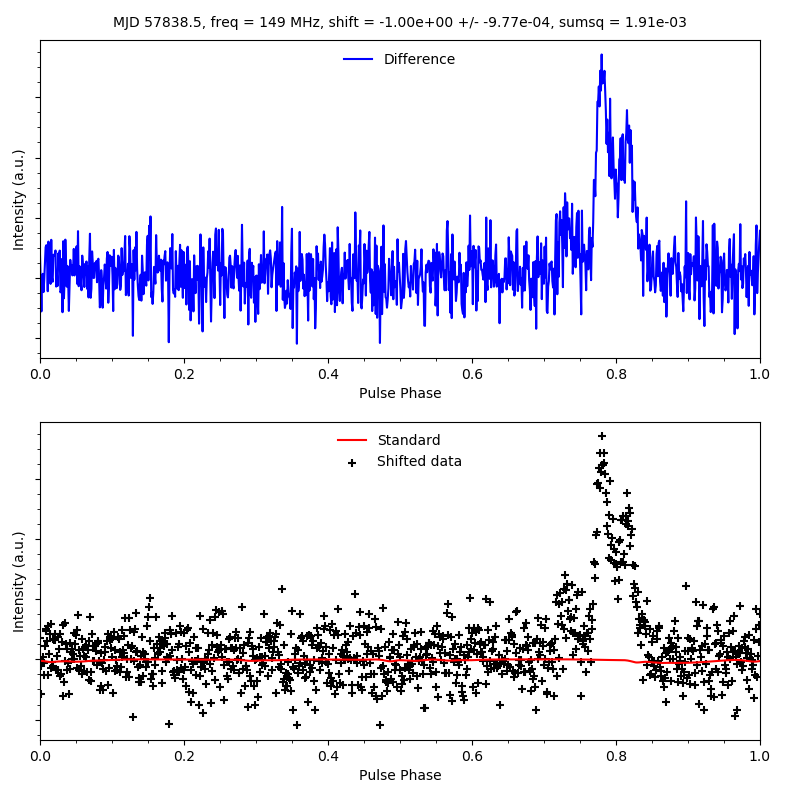 MJD 57838.5, freq = 149 MHz, shift = -1.00e+00 +/- -9.77e-04, sumsq = 1.91e-03
Difference
Intensity (a.u.)
0.0 0.2 0.4 0.6 0.8 1.0
Pulse Phase
Standard
Shifted data
Intensity (a.u.)
0.0 0.2 0.4 0.6 0.8 1.0
Pulse Phase